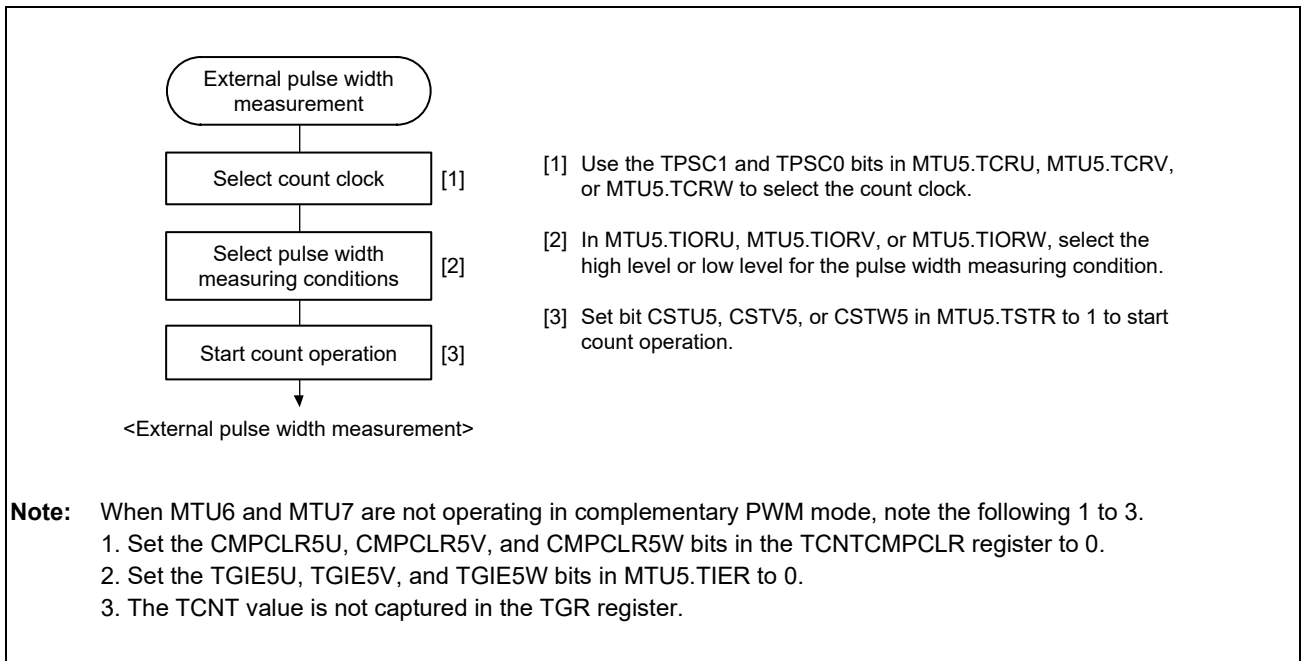 External pulse width
measurement
Select count clock
[1]
Select pulse width
measuring conditions
[2]
Start count operation
[3]
<External pulse width measurement>
[1] Use the TPSC1 and TPSC0 bits in MTU5.TCRU, MTU5.TCRV,
or MTU5.TCRW to select the count clock.
[2] In MTU5.TIORU, MTU5.TIORV, or MTU5.TIORW, select the
high level or low level for the pulse width measuring condition.
[3] Set bit CSTU5, CSTV5, or CSTW5 in MTU5.TSTR to 1 to start
count operation.
Note: When MTU6 and MTU7 are not operating in complementary PWM mode, note the following 1 to 3.
1. Set the CMPCLR5U, CMPCLR5V, and CMPCLR5W bits in the TCNTCMPCLR register to 0.
2. Set the TGIE5U, TGIE5V, and TGIE5W bits in MTU5.TIER to 0.
3. The TCNT value is not captured in the TGR register.